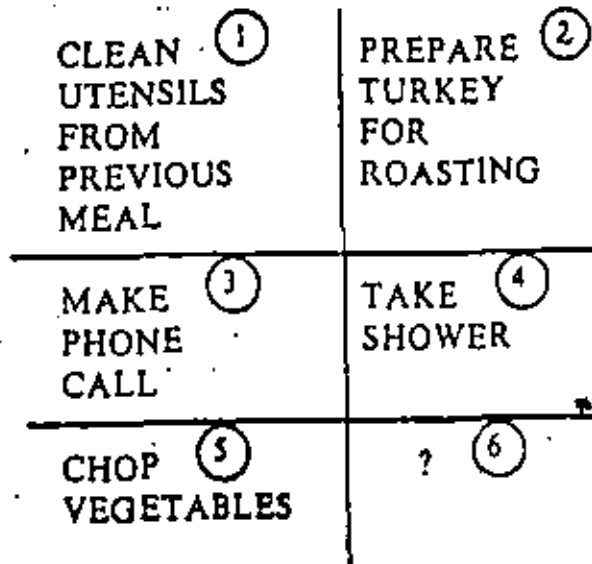 CLEAN 1
UTENSILS
FROM
PREVIOUS
MEAL
PREPARE 2
TURKEY
FOR
ROASTING
MAKE 3
PHONE
CALL
TAKE 4
SHOWER
CHOP 5
VEGETABLES
? 6